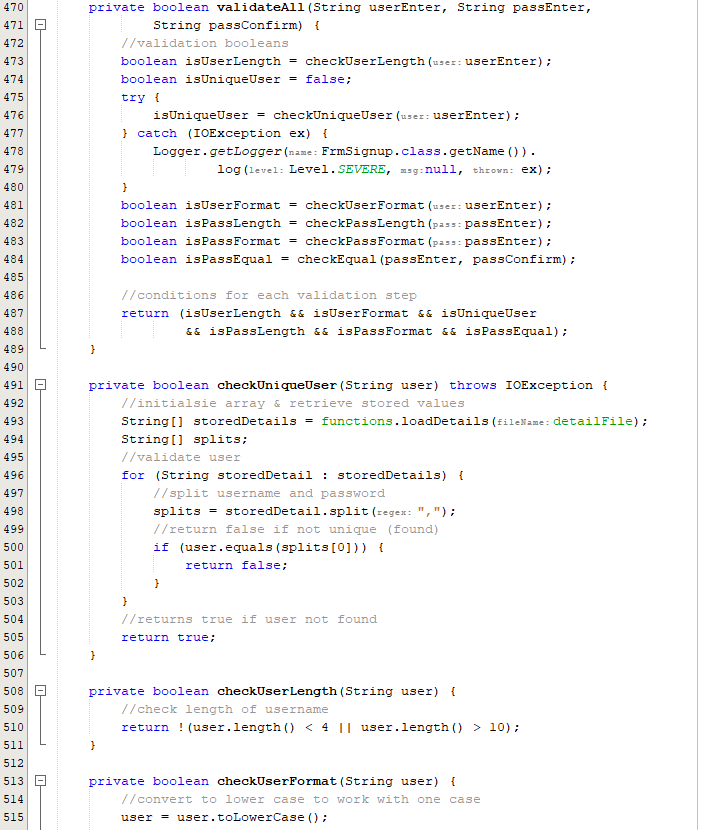 470 private boolean validateAll(String userEnter, String passEnter,
471 String passConfirm) {
472 //validation booleans
473 boolean isUserLength = checkUserLength(user: userEnter);
474 boolean isUniqueUser = false;
475 try {
476 isUniqueUser = checkUniqueUser(user: userEnter);
477 } catch (IOException ex) {
478 Logger.getLogger(name: FrmSignup.class.getName()).
479 log(level: Level.SEVERE, msg: null, thrown: ex);
480 }
481 boolean isUserFormat = checkUserFormat(user: userEnter);
482 boolean isPassLength = checkPassLength(pass: passEnter);
483 boolean isPassFormat = checkPassFormat(pass: passEnter);
484 boolean isPassEqual = checkEqual(passEnter, passConfirm);
485
486 //conditions for each validation step
487 return (isUserLength && isUserFormat && isUniqueUser
488 && isPassLength && isPassFormat && isPassEqual);
489 }
490
491 private boolean checkUniqueUser(String user) throws IOException {
492 //initialsie array & retrieve stored values
493 String[] storedDetails = functions.loadDetails(fileName: detailFile);
494 String[] splits;
495 //validate user
496 for (String storedDetail : storedDetails) {
497 //split username and password
498 splits = storedDetail.split(regex: ",");
499 //return false if not unique (found)
500 if (user.equals(splits[0])) {
501 return false;
502 }
503 }
504 //returns true if user not found
505 return true;
506 }
507
508 private boolean checkUserLength(String user) {
509 //check length of username
510 return !(user.length() < 4 || user.length() > 10);
511 }
512
513 private boolean checkUserFormat(String user) {
514 //convert to lower case to work with one case
515 user = user.toLowerCase();